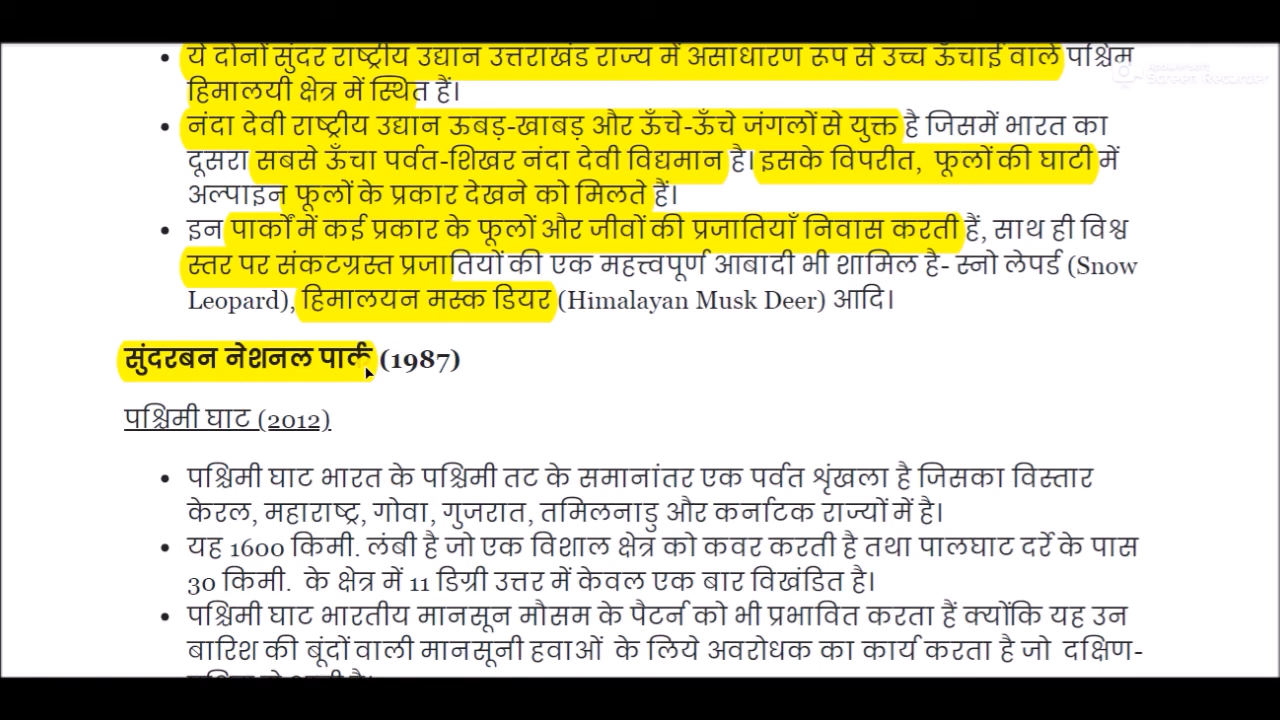 • ये दोनों सुंदर राष्ट्रीय उद्यान उत्तराखंड राज्य में असाधारण रूप से उच्च ऊँचाई वाले पश्चिम
हिमालयी क्षेत्र में स्थित हैं।
• नंदा देवी राष्ट्रीय उद्यान ऊबड़-खाबड़ और ऊँचे-ऊँचे जंगलों से युक्त है जिसमें भारत का
दूसरा सबसे ऊँचा पर्वत-शिखर नंदा देवी विद्यमान है। इसके विपरीत, फूलों की घाटी में
अल्पाइन फूलों के प्रकार देखने को मिलते हैं।
• इन पार्कों में कई प्रकार के फूलों और जीवों की प्रजातियाँ निवास करती हैं, साथ ही विश्व
स्तर पर संकटग्रस्त प्रजातियों की एक महत्त्वपूर्ण आबादी भी शामिल है- स्नो लेपर्ड (Snow
Leopard), हिमालयन मस्क डियर (Himalayan Musk Deer) आदि।
सुंदरबन नेशनल पार्क (1987)
पश्चिमी घाट (2012)
• पश्चिमी घाट भारत के पश्चिमी तट के समानांतर एक पर्वत शृंखला है जिसका विस्तार
केरल, महाराष्ट्र, गोवा, गुजरात, तमिलनाडु और कर्नाटक राज्यों में है।
• यह 1600 किमी. लंबी है जो एक विशाल क्षेत्र को कवर करती है तथा पालघाट दर्रे के पास
30 किमी. के क्षेत्र में 11 डिग्री उत्तर में केवल एक बार विखंडित है।
• पश्चिमी घाट भारतीय मानसून मौसम के पैटर्न को भी प्रभावित करता हैं क्योंकि यह उन
बारिश की बूंदों वाली मानसूनी हवाओं के लिये अवरोधक का कार्य करता है जो दक्षिण-
Screen Recorder